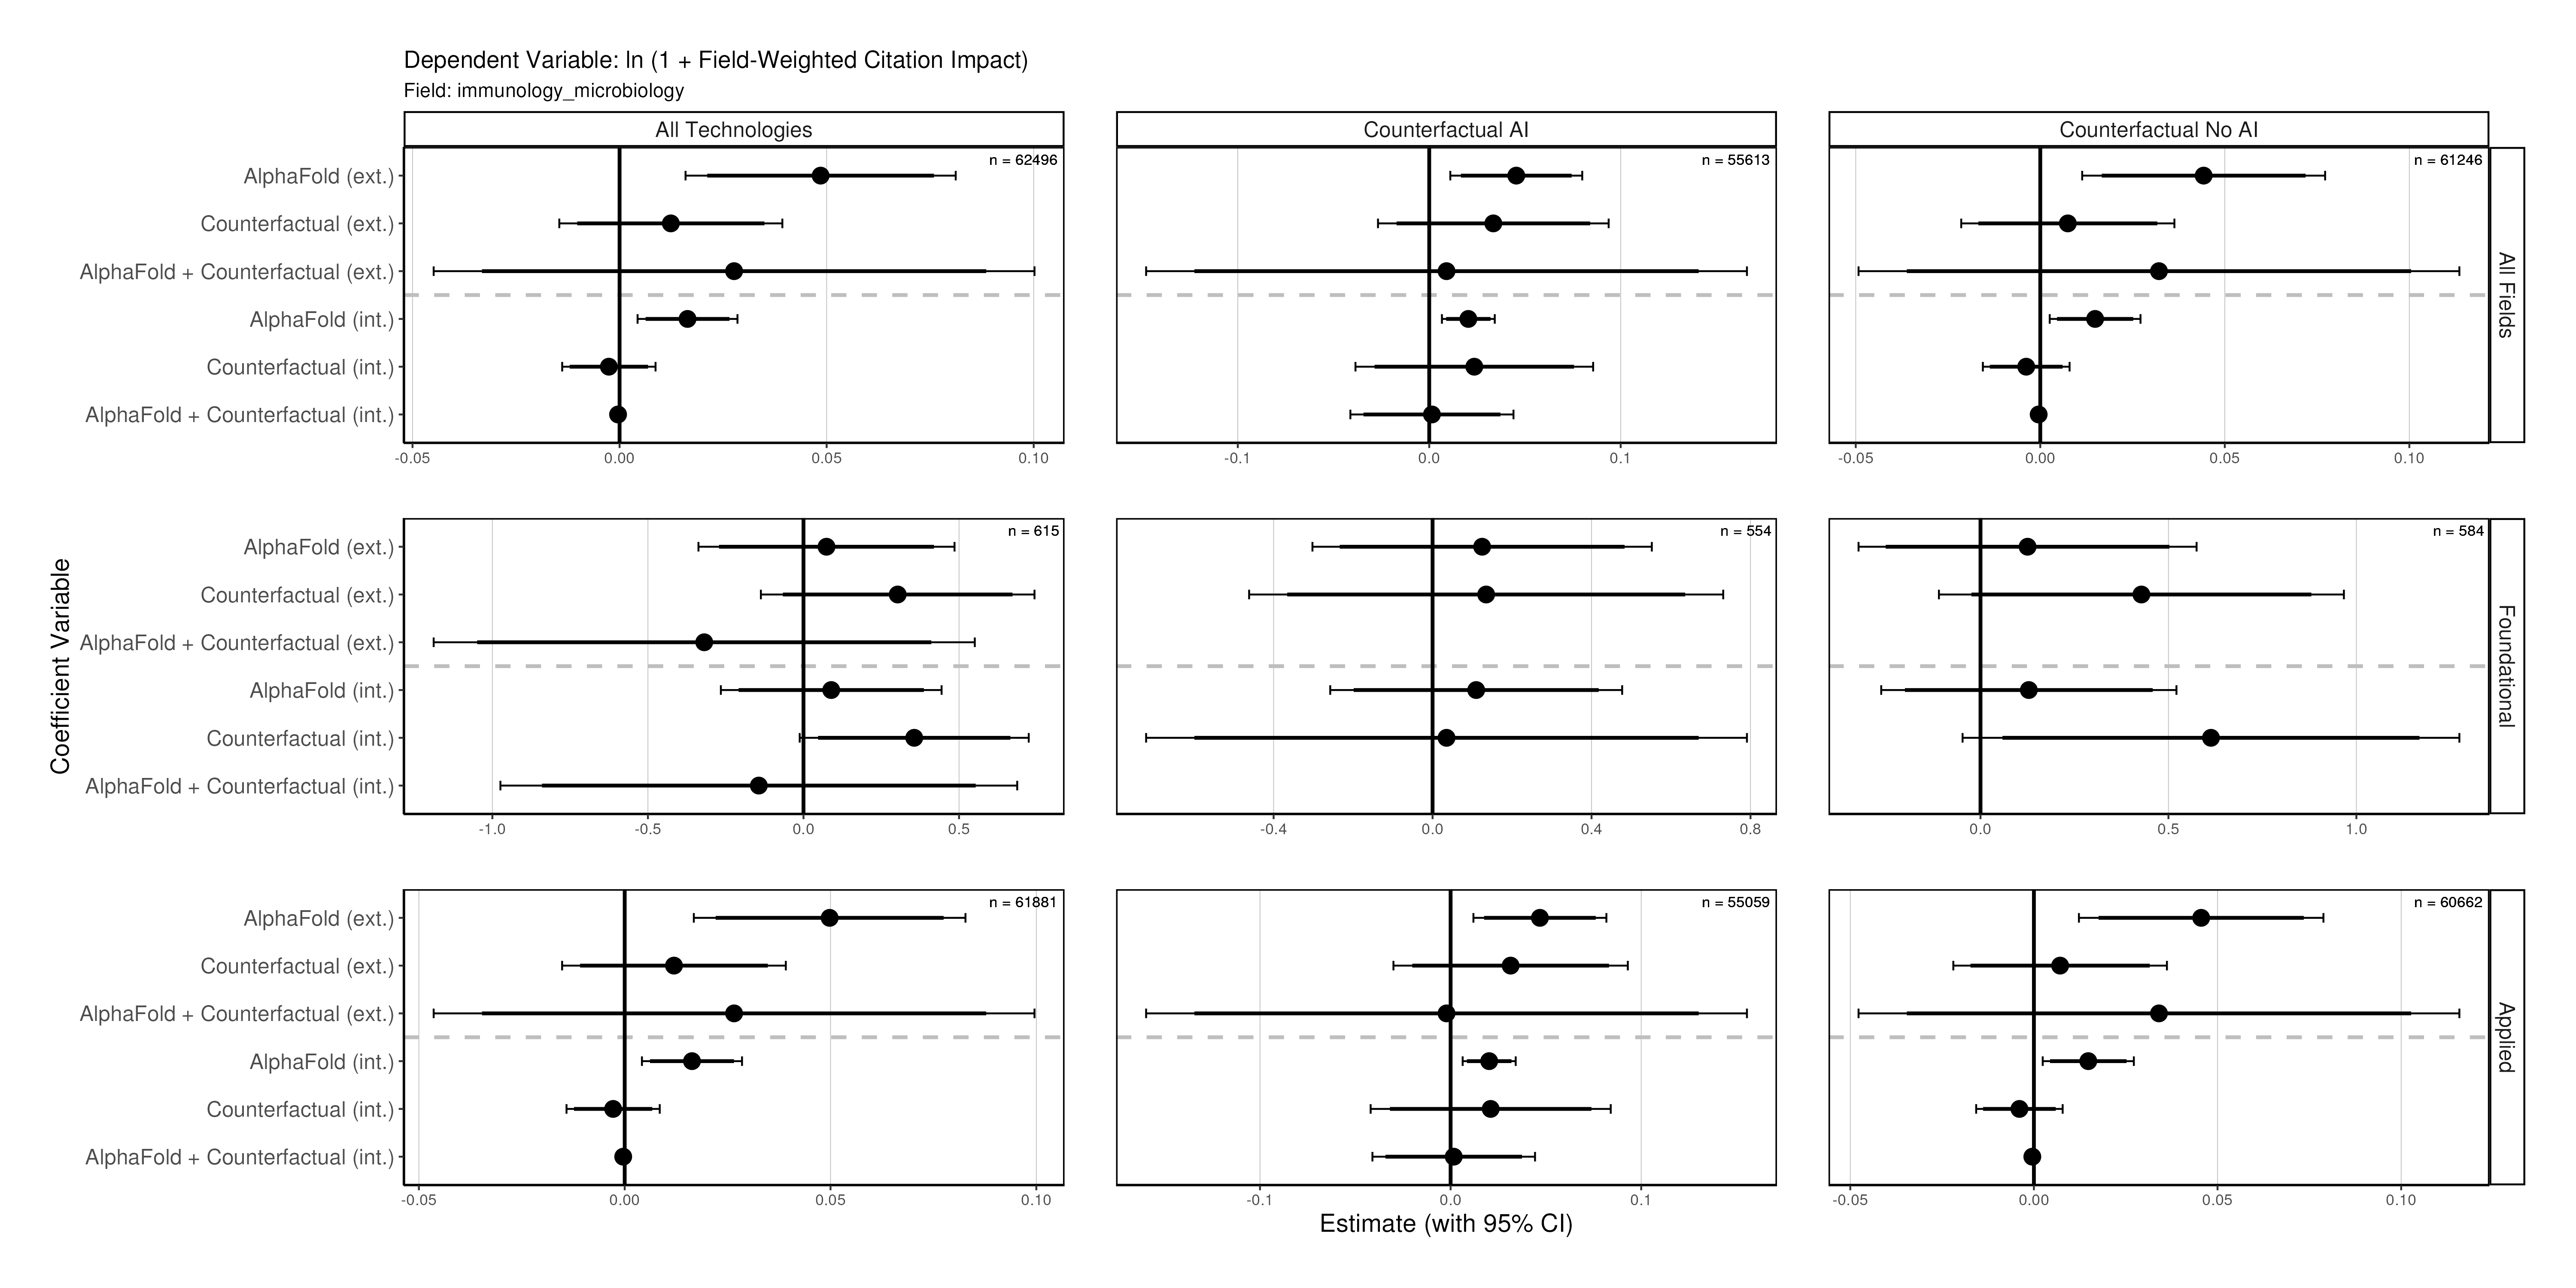 Dependent Variable: ln (1 + Field-Weighted Citation Impact)
Field: immunology_microbiology
All Technologies
Counterfactual AI
Counterfactual No AI
AlphaFold (ext.)
Counterfactual (ext.)
AlphaFold + Counterfactual (ext.)
AlphaFold (int.)
Counterfactual (int.)
AlphaFold + Counterfactual (int.)
n = 62496
n = 55613
n = 61246
All Fields
-0.05 0.00 0.05 0.10
-0.1 0.0 0.1
-0.05 0.00 0.05 0.10
Coefficient Variable
AlphaFold (ext.)
Counterfactual (ext.)
AlphaFold + Counterfactual (ext.)
AlphaFold (int.)
Counterfactual (int.)
AlphaFold + Counterfactual (int.)
n = 615
n = 554
n = 584
Foundational
-1.0 -0.5 0.0 0.5
-0.4 0.0 0.4 0.8
0.0 0.5 1.0
AlphaFold (ext.)
Counterfactual (ext.)
AlphaFold + Counterfactual (ext.)
AlphaFold (int.)
Counterfactual (int.)
AlphaFold + Counterfactual (int.)
n = 61881
n = 55059
n = 60662
Applied
-0.05 0.00 0.05 0.10
-0.1 0.0 0.1
-0.05 0.00 0.05 0.10
Estimate (with 95% CI)